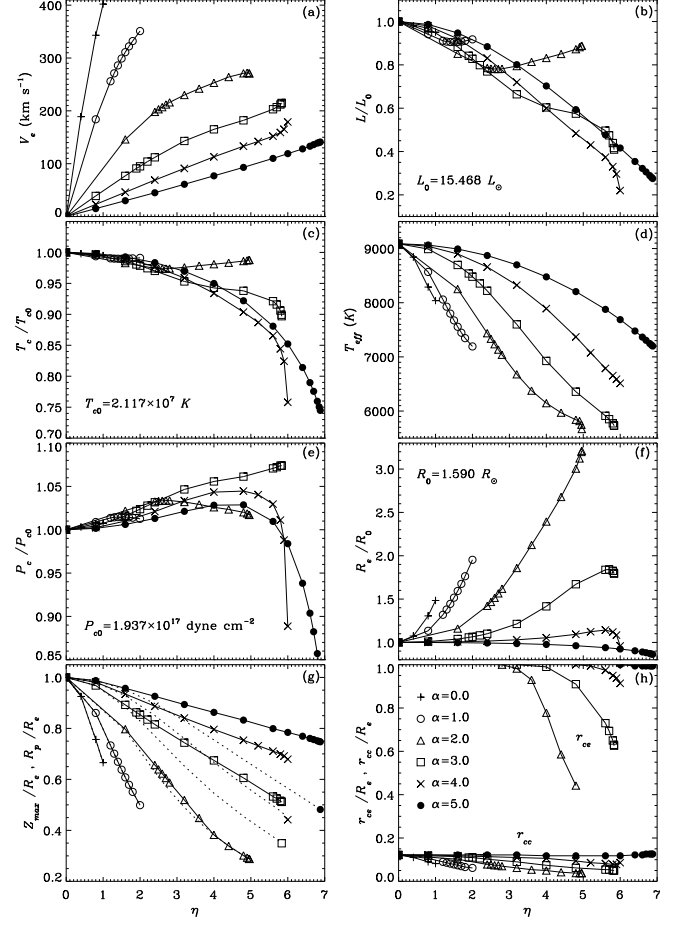 (a)
400
300
200
100
0
V_e (km s⁻¹)
(b)
1.0
0.8
0.6
0.4
0.2
L/L_0
L_0=15.468 L_⊙
(c)
1.00
0.95
0.90
0.85
0.80
0.75
0.70
T_c/T_c0
T_c0=2.117×10⁷ K
(d)
9000
8000
7000
6000
T_eff (K)
(e)
1.10
1.05
1.00
0.95
0.90
0.85
P_c/P_c0
P_c0=1.937×10¹⁷ dyne cm⁻²
(f)
3.0
2.5
2.0
1.5
1.0
R_e/R_0
R_0=1.590 R_⊙
(g)
1.0
0.8
0.6
0.4
0.2
Z_max/R_e, R_p/R_e
0 1 2 3 4 5 6 7
η
(h)
1.0
0.8
0.6
0.4
0.2
0.0
r_ce/R_e, r_cc/R_e
α=0.0
α=1.0
α=2.0
α=3.0
α=4.0
α=5.0
r_ce
r_cc
0 1 2 3 4 5 6 7
η